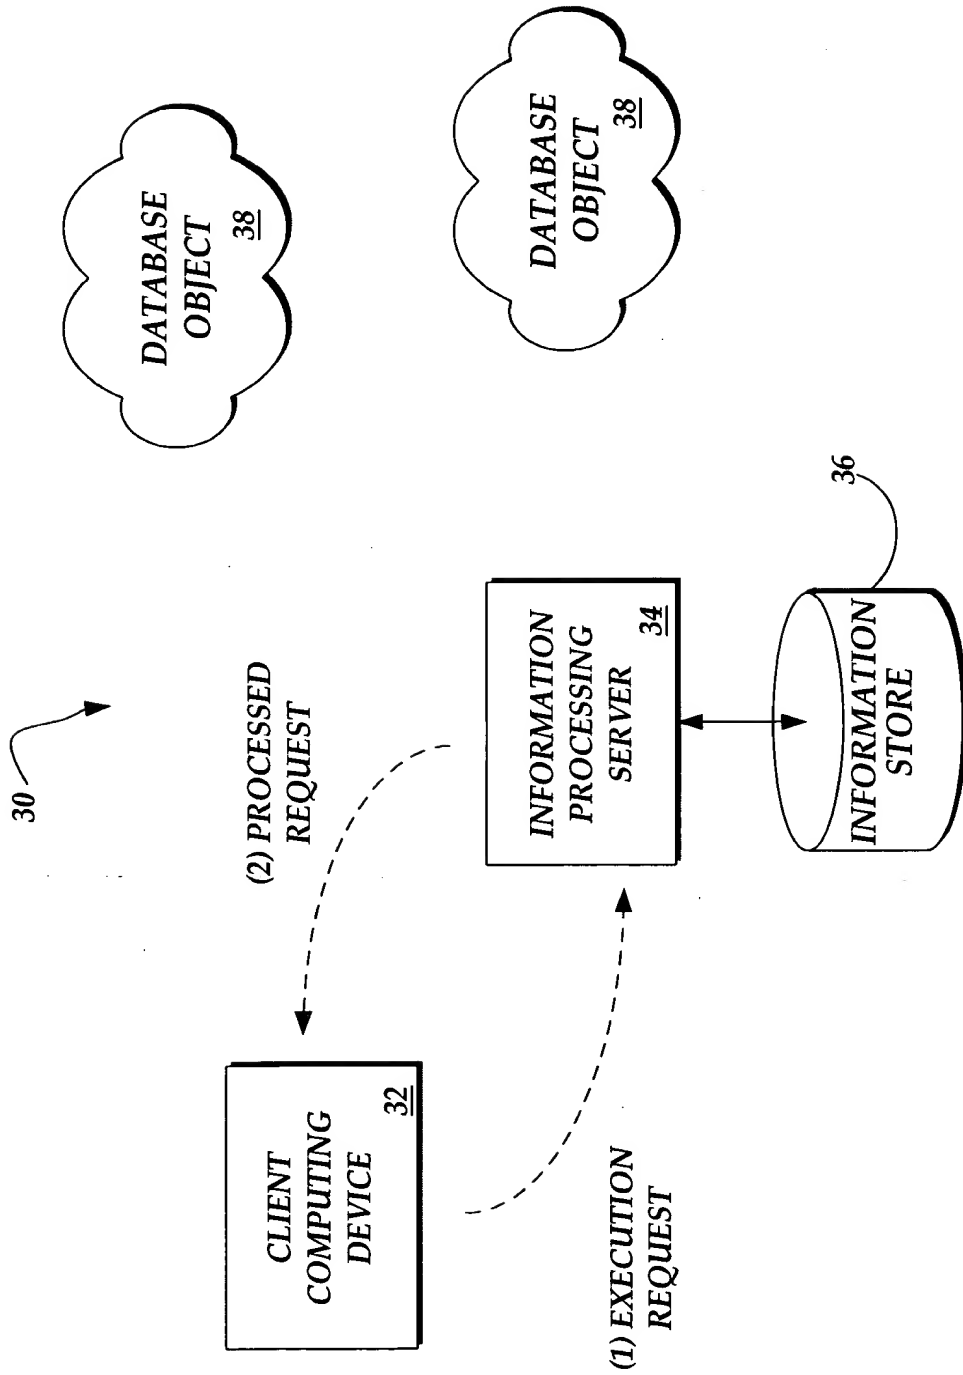 30
(2) PROCESSED
REQUEST
DATABASE
OBJECT
38
CLIENT
COMPUTING
DEVICE
32
INFORMATION
PROCESSING
SERVER
34
DATABASE
OBJECT
38
(1) EXECUTION
REQUEST
36
INFORMATION
STORE